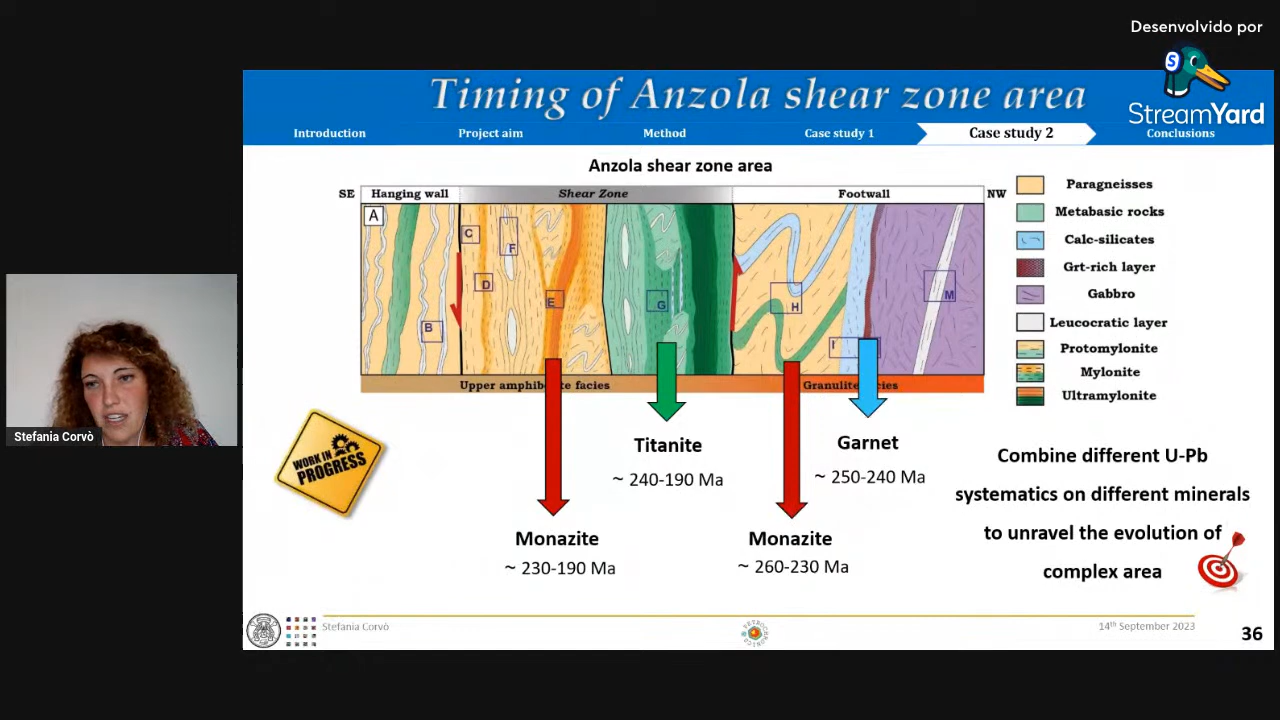 Desenvolvido por
StreamYard
Timing of Anzola shear zone area
Introduction
Project aim
Method
Case study 1
Case study 2
Conclusions
Anzola shear zone area
SE
Hanging wall
Shear Zone
Footwall
NW
A
B
C
D
E
F
G
H
I
M
Upper amphibolite facies
Granulite facies
Paragneisses
Metabasic rocks
Calc-silicates
Grt-rich layer
Gabbro
Leucocratic layer
Protomylonite
Mylonite
Ultramylonite
WORK IN
PROGRESS
Titanite
~ 240-190 Ma
Garnet
~ 250-240 Ma
Monazite
~ 230-190 Ma
Monazite
~ 260-230 Ma
Combine different U-Pb
systematics on different minerals
to unravel the evolution of
complex area
Stefania Corvò
Stefania Corvò
14th September 2023
36